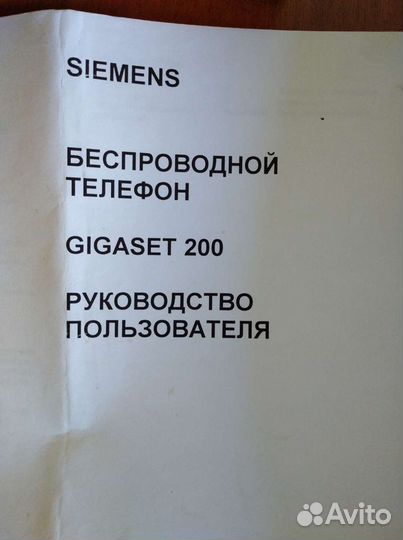 SIEMENS
БЕСПРОВОДНОЙ
ТЕЛЕФОН
GIGASET 200
РУКОВОДСТВО
ПОЛЬЗОВАТЕЛЯ
Avito